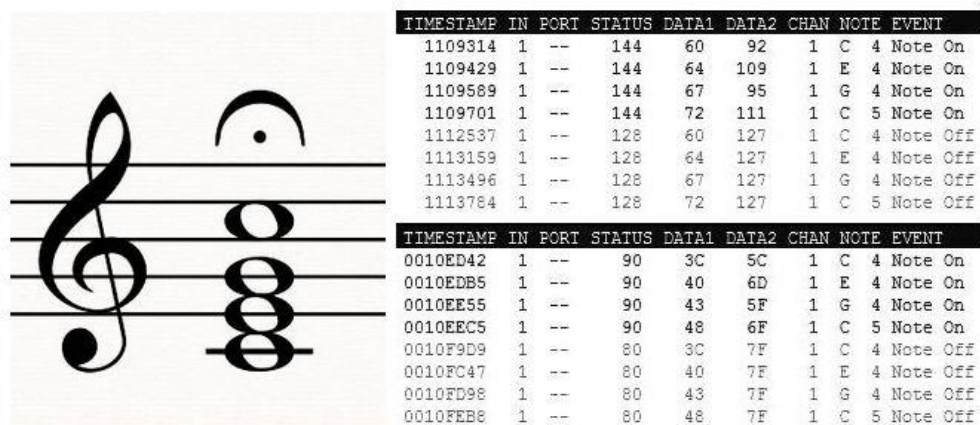 TIMESTAMP IN PORT STATUS DATA1 DATA2 CHAN NOTE EVENT
1109314 1 -- 144 60 92 1 C 4 Note On
1109429 1 -- 144 64 109 1 E 4 Note On
1109589 1 -- 144 67 95 1 G 4 Note On
1109701 1 -- 144 72 111 1 C 5 Note On
1112537 1 -- 128 60 127 1 C 4 Note Off
1113159 1 -- 128 64 127 1 E 4 Note Off
1113496 1 -- 128 67 127 1 G 4 Note Off
1113784 1 -- 128 72 127 1 C 5 Note Off
TIMESTAMP IN PORT STATUS DATA1 DATA2 CHAN NOTE EVENT
0010ED42 1 -- 90 3C 5C 1 C 4 Note On
0010EDB5 1 -- 90 40 6D 1 E 4 Note On
0010EE55 1 -- 90 43 5F 1 G 4 Note On
0010EEC5 1 -- 90 48 6F 1 C 5 Note On
0010F9D9 1 -- 80 3C 7F 1 C 4 Note Off
0010FC47 1 -- 80 40 7F 1 E 4 Note Off
0010FD98 1 -- 80 43 7F 1 G 4 Note Off
0010FEB8 1 -- 80 48 7F 1 C 5 Note Off